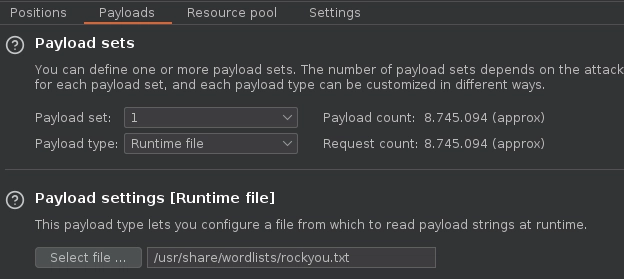 Positions Payloads Resource pool Settings
Payload sets
You can define one or more payload sets. The number of payload sets depends on the attack
for each payload set, and each payload type can be customized in different ways.
Payload set: 1 Payload count: 8.745.094 (approx)
Payload type: Runtime file Request count: 8.745.094 (approx)
Payload settings [Runtime file]
This payload type lets you configure a file from which to read payload strings at runtime.
Select file ... /usr/share/wordlists/rockyou.txt